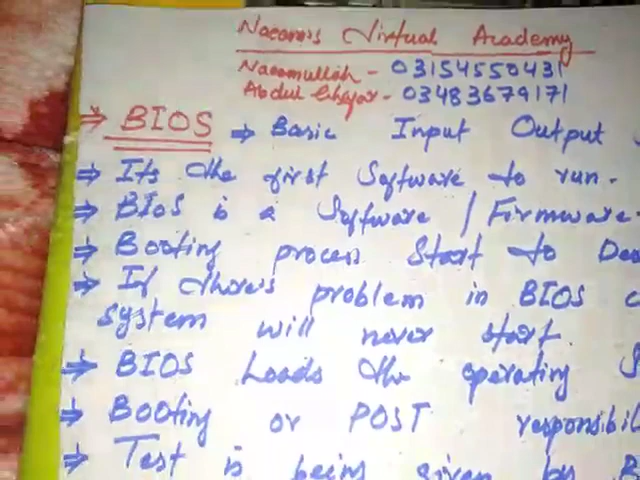 Naeem's Virtual Academy
Naeemullah - 03154550431
Abdul Ghafar - 03483679171
⇒ BIOS ⇒ Basic Input Output
⇒ Its the first Software to run.
⇒ BIOS is a Software / Firmware
⇒ Booting process Start to
⇒ If there's problem in BIOS
system will never start.
⇒ BIOS Loads the operating
⇒ Booting or POST
⇒ Test is being given by